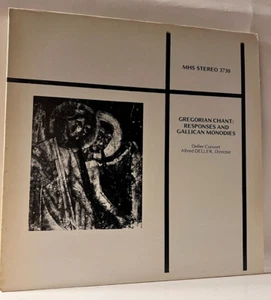 MHS STEREO 3738
GREGORIAN CHANT:
RESPONSES AND
GALLICAN MONODIES
Deller Consort
Alfred DELLER, Director